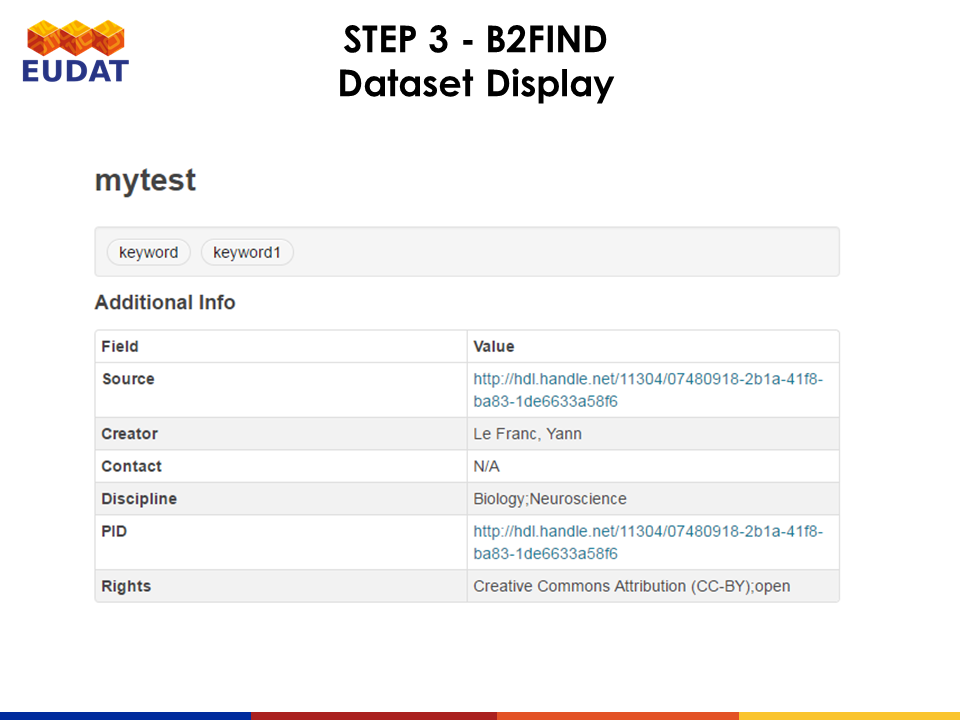 EUDAT
STEP 3 - B2FIND
Dataset Display
mytest
keyword keyword1
Additional Info
Field Value
Source http://hdl.handle.net/11304/07480918-2b1a-41f8-
ba83-1de6633a58f6
Creator Le Franc, Yann
Contact N/A
Discipline Biology;Neuroscience
PID http://hdl.handle.net/11304/07480918-2b1a-41f8-
ba83-1de6633a58f6
Rights Creative Commons Attribution (CC-BY);open